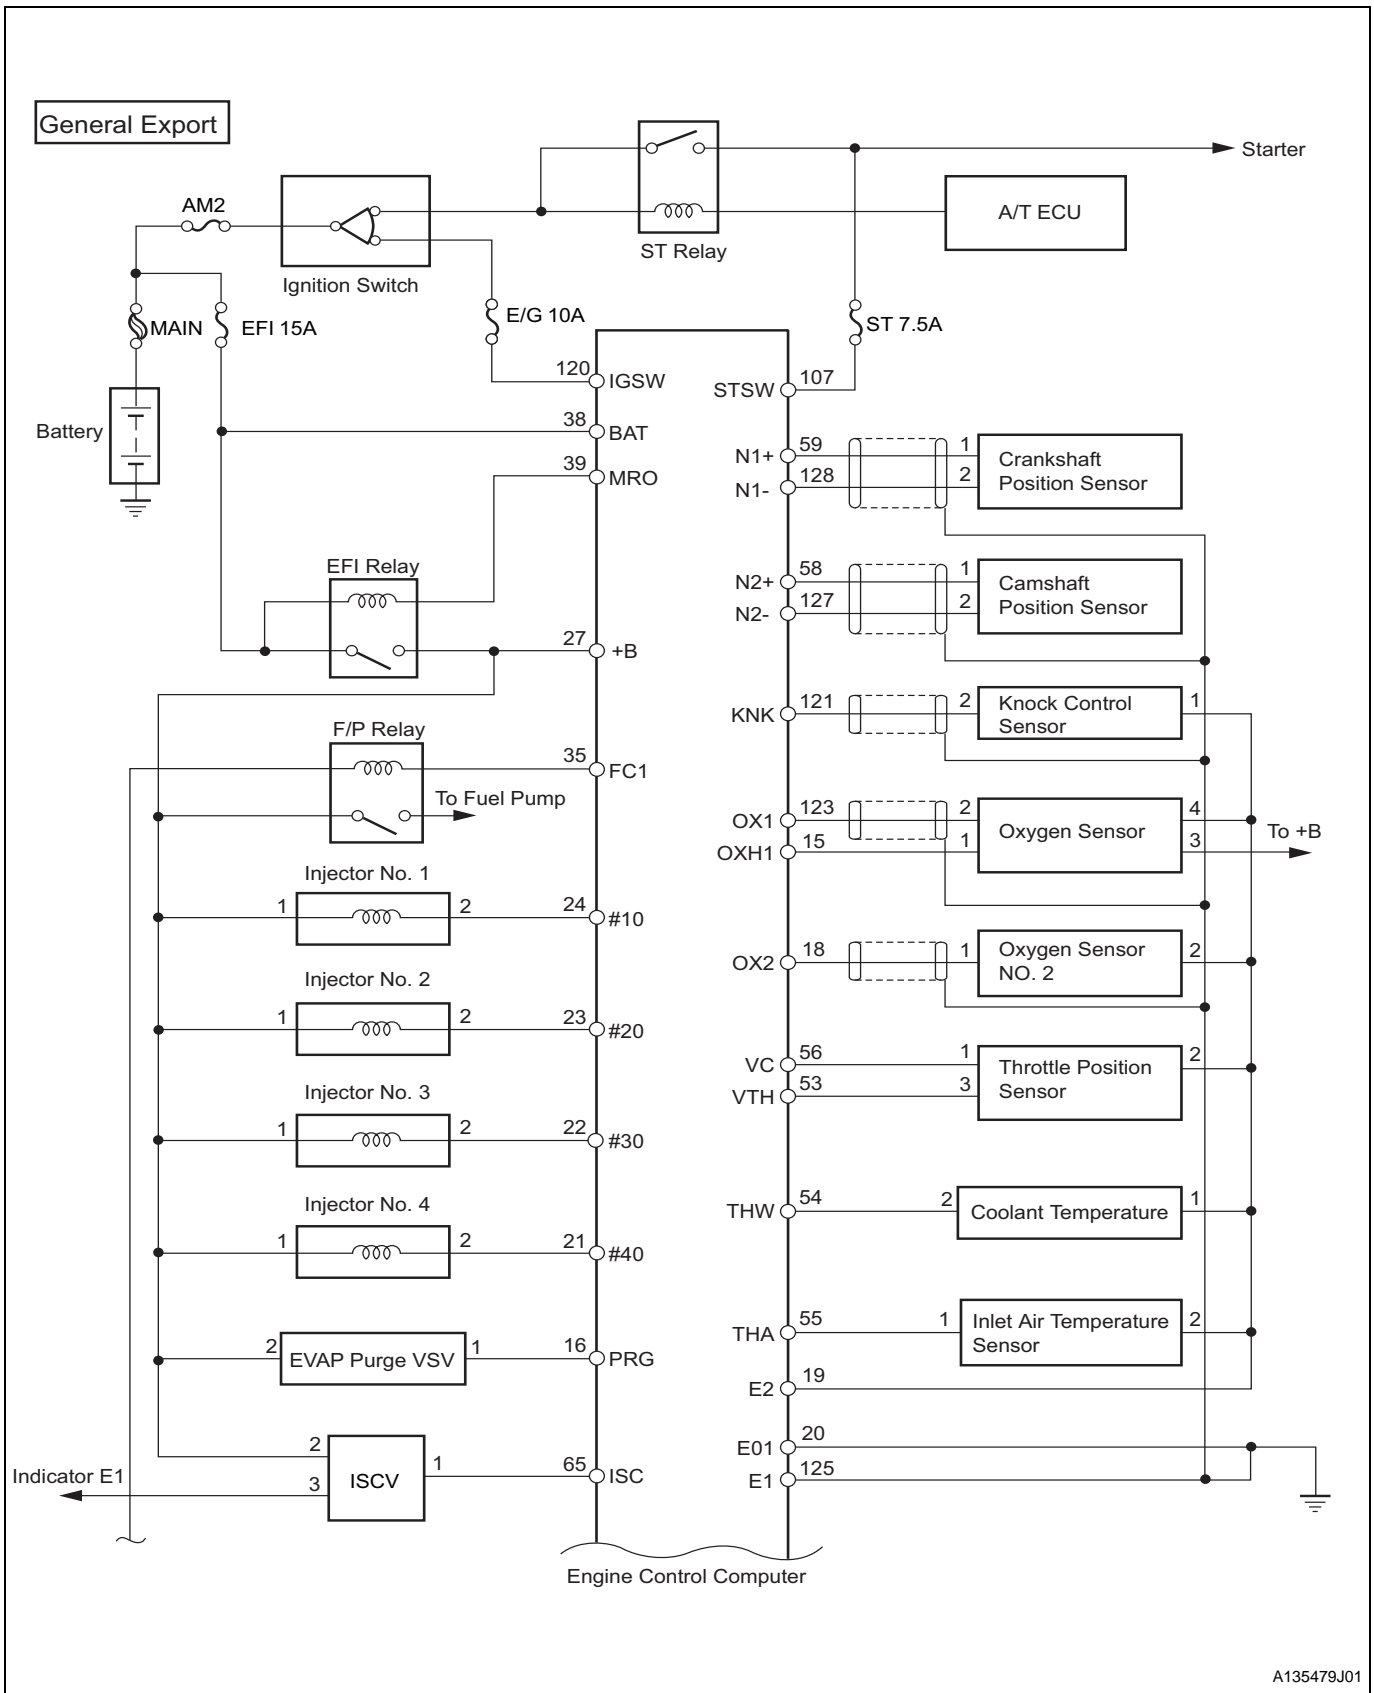 General Export
Starter
AM2
A/T ECU
ST Relay
Ignition Switch
MAIN
EFI 15A
E/G 10A
ST 7.5A
Battery
120
IGSW
STSW
107
38
BAT
39
MRO
N1+
59
1
Crankshaft
Position Sensor
N1-
128
2
EFI Relay
N2+
58
1
Camshaft
Position Sensor
N2-
127
2
27
+B
KNK
121
2
Knock Control
Sensor
1
F/P Relay
35
FC1
To Fuel Pump
OX1
123
2
Oxygen Sensor
4
To +B
OXH1
15
1
3
Injector No. 1
1
2
24
#10
OX2
18
1
Oxygen Sensor
NO. 2
2
Injector No. 2
1
2
23
#20
VC
56
1
Throttle Position
Sensor
2
VTH
53
3
Injector No. 3
1
2
22
#30
THW
54
2
Coolant Temperature
1
Injector No. 4
1
2
21
#40
THA
55
1
Inlet Air Temperature
Sensor
2
2
EVAP Purge VSV
1
16
PRG
E2
19
E01
20
2
ISCV
1
65
ISC
Indicator E1
3
E1
125
Engine Control Computer
A135479J01